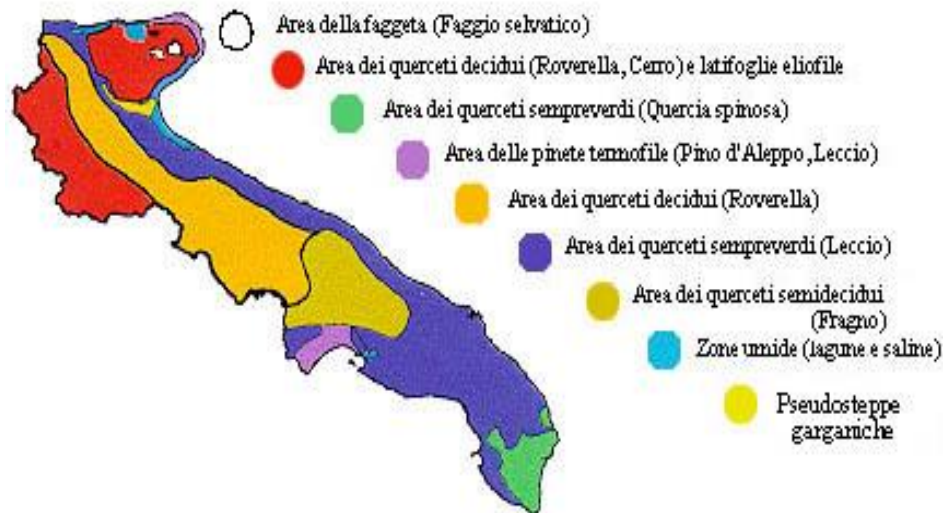 Area della faggeta (Faggio selvatico)
Area dei querceti decidui (Roverella, Cerro) e latifoglie eliofile
Area dei querceti sempreverdi (Quercia spinosa)
Area delle pinete termofile (Pino d'Aleppo, Leccio)
Area dei querceti decidui (Roverella)
Area dei querceti sempreverdi (Leccio)
Area dei querceti semidecidui
(Fragno)
Zone umide (lagune e saline)
Pseudosteppe
garganiche